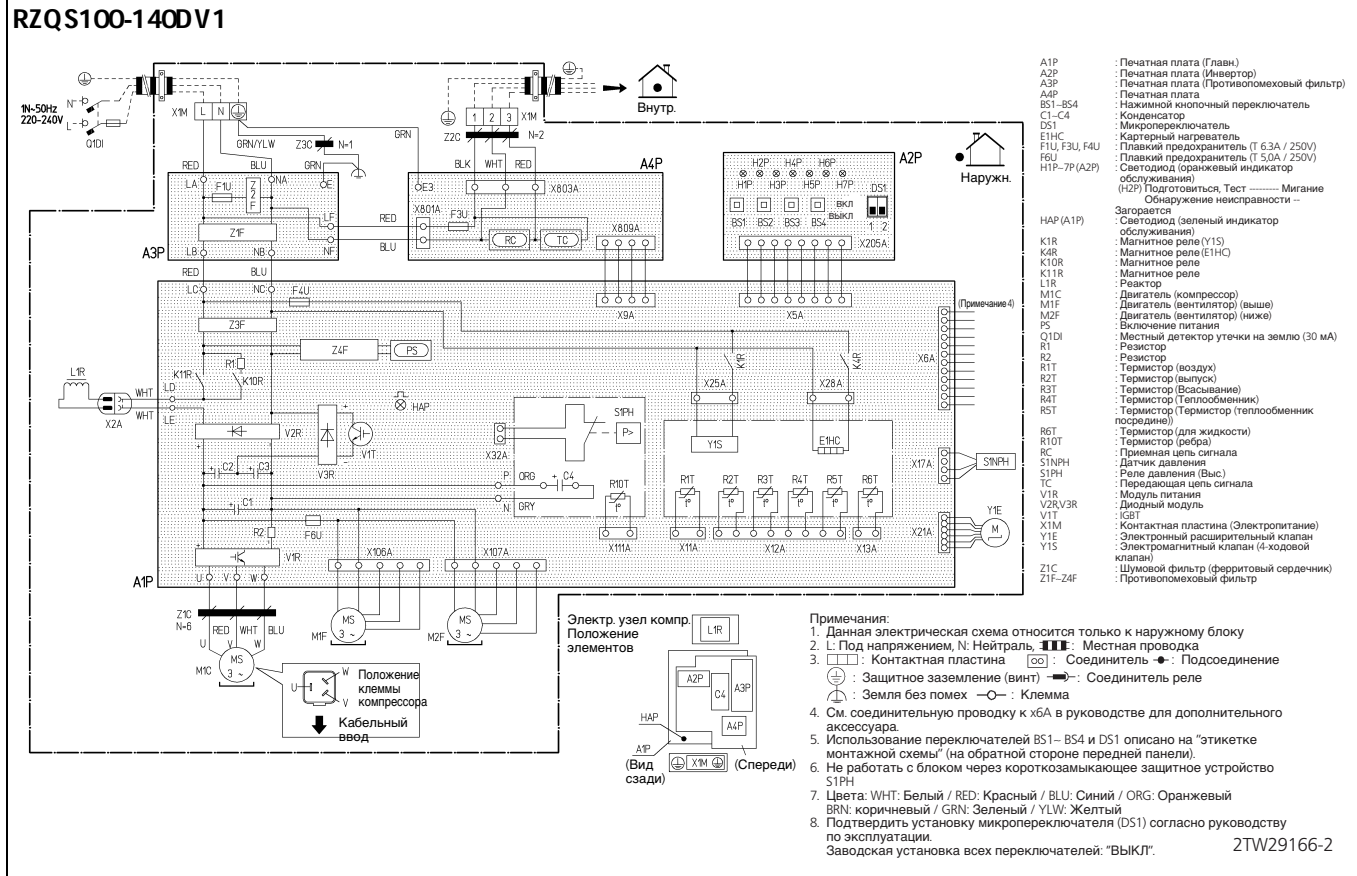 RZQS100-140DV1
1N~50Hz
220-240V
N
L
Q1DI
X1M
L N
GRN/YLW
Z3C
N=1
GRN
GRN
RED
BLU
1 2 3
X1M
Z2C
N=2
BLK WHT RED
Внутр.
A4P
A2P
Наружн.
LA
F1U
Z2F
NA
E
Z1F
LF
NF
LB
NB
A3P
RED
BLU
E3
X801A
F3U
X803A
RC
TC
X809A
H2P H4P H6P
H1P H3P H5P H7P
DS1
ВКЛ
ВЫКЛ
BS1 BS2 BS3 BS4
1 2
X205A
RED
BLU
LC
NC
F4U
Z3F
Z4F
PS
R1
K11R
K10R
L1R
WHT
WHT
X2A
LD
LE
HAP
V2R
V3R
V1T
C2
C3
C1
R2
F6U
V1R
U V W
A1P
X9A
X5A
(Примечание 4)
X6A
K1R
K4R
X25A
X28A
Y1S
E1HC
S1PH
P>
X32A
P
ORG
C4
N
GRY
R10T
t°
X111A
R1T R2T R3T R4T R5T R6T
t° t° t° t° t° t°
X11A
X12A
X13A
X17A
S1NPH
X21A
Y1E
M
X106A
X107A
MS
3 ~
M1F
MS
3 ~
M2F
Z1C
N=6
RED WHT BLU
U V W
MS
3 ~
M1C
W
U
V
Положение
клеммы
компрессора
Кабельный
ввод
Электр. узел компр.
Положение
элементов
L1R
A2P
C4
A3P
A4P
HAP
A1P
(Вид
сзади)
X1M
(Спереди)
A1P : Печатная плата (Главн.)
A2P : Печатная плата (Инвертор)
A3P : Печатная плата (Противопомеховый фильтр)
A4P : Печатная плата
BS1~BS4 : Нажимной кнопочный переключатель
C1~C4 : Конденсатор
DS1 : Микропереключатель
E1HC : Картерный нагреватель
F1U, F3U, F4U : Плавкий предохранитель (T 6.3A / 250V)
F6U : Плавкий предохранитель (T 5,0A / 250V)
H1P~7P (A2P) : Светодиод (оранжевый индикатор
обслуживания)
(H2P) Подготовиться, Тест --------- Мигание
Обнаружение неисправности --
Загорается
HAP (A1P) : Светодиод (зеленый индикатор
обслуживания)
K1R : Магнитное реле (Y1S)
K4R : Магнитное реле (E1HC)
K10R : Магнитное реле
K11R : Магнитное реле
L1R : Реактор
M1C : Двигатель (компрессор)
M1F : Двигатель (вентилятор) (выше)
M2F : Двигатель (вентилятор) (ниже)
PS : Включение питания
Q1DI : Местный детектор утечки на землю (30 мА)
R1 : Резистор
R2 : Резистор
R1T : Термистор (воздух)
R2T : Термистор (выпуск)
R3T : Термистор (Всасывание)
R4T : Термистор (Теплообменник)
R5T : Термистор (Термистор (теплообменник
посредине))
R6T : Термистор (для жидкости)
R10T : Термистор (ребра)
RC : Приемная цепь сигнала
S1NPH : Датчик давления
S1PH : Реле давления (Выс.)
TC : Передающая цепь сигнала
V1R : Модуль питания
V2R,V3R : Диодный модуль
V1T : IGBT
X1M : Контактная пластина (Электропитание)
Y1E : Электронный расширительный клапан
Y1S : Электромагнитный клапан (4-ходовой
клапан)
Z1C : Шумовой фильтр (ферритовый сердечник)
Z1F~Z4F : Противопомеховый фильтр
Примечания:
1. Данная электрическая схема относится только к наружному блоку
2. L: Под напряжением, N: Нейтраль, : Местная проводка
3. : Контактная пластина : Соединитель : Подсоединение
: Защитное заземление (винт) : Соединитель реле
: Земля без помех : Клемма
4. См. соединительную проводку к x6A в руководстве для дополнительного
аксессуара.
5. Использование переключателей BS1~ BS4 и DS1 описано на "этикетке
монтажной схемы" (на обратной стороне передней панели).
6. Не работать с блоком через короткозамыкающее защитное устройство
S1PH
7. Цвета: WHT: Белый / RED: Красный / BLU: Синий / ORG: Оранжевый
BRN: коричневый / GRN: Зеленый / YLW: Желтый
8. Подтвердить установку микропереключателя (DS1) согласно руководству
по эксплуатации.
Заводская установка всех переключателей: "ВЫКЛ".
2TW29166-2